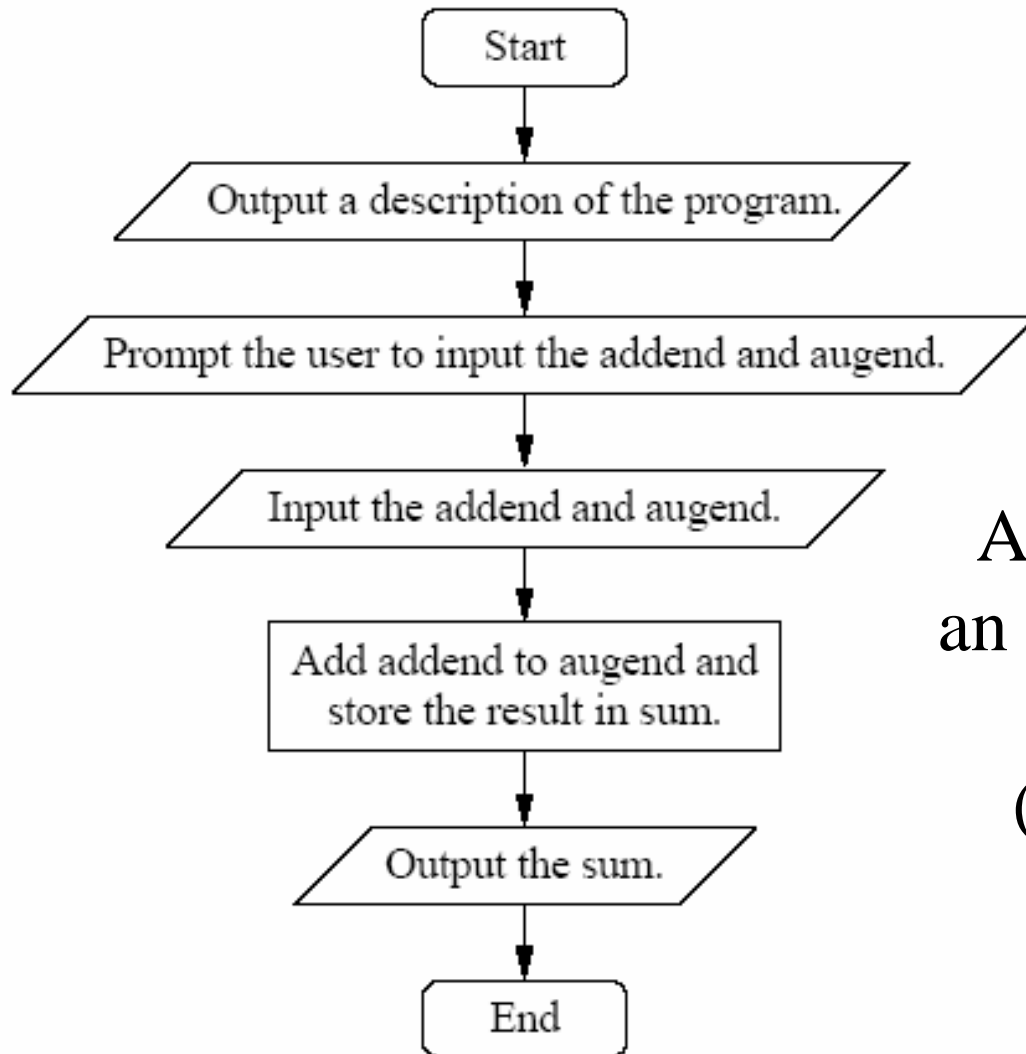 Start
Output a description of the program.
Prompt the user to input the addend and augend.
Input the addend and augend.
A
an
Add addend to augend and
store the result in sum.
(
Output the sum.
End